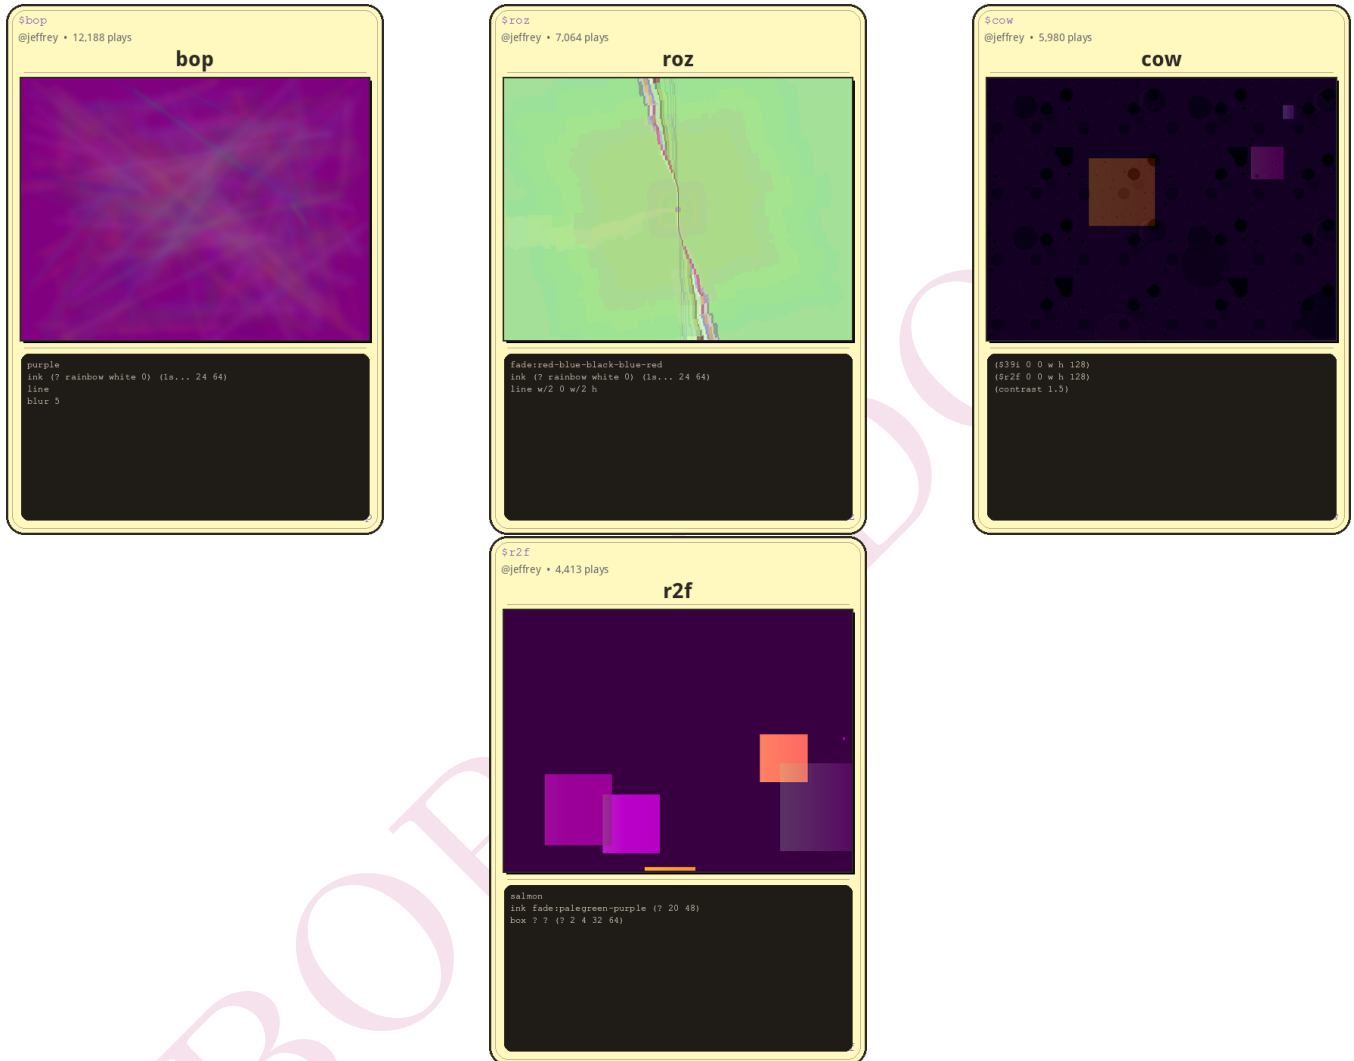 $bop
@jeffrey • 12,188 plays
bop
purple
ink (? rainbow white 0) (1s... 24 64)
line
blur 5
$roz
@jeffrey • 7,064 plays
roz
fade:red-blue-black-blue-red
ink (? rainbow white 0) (1s... 24 64)
line w/2 0 w/2 h
$cow
@jeffrey • 5,980 plays
cow
($39i 0 0 w h 128)
($r2f 0 0 w h 128)
(contrast 1.5)
$r2f
@jeffrey • 4,413 plays
r2f
salmon
ink fade:palegreen-purple (? 20 48)
box ? ? (? 2 4 32 64)